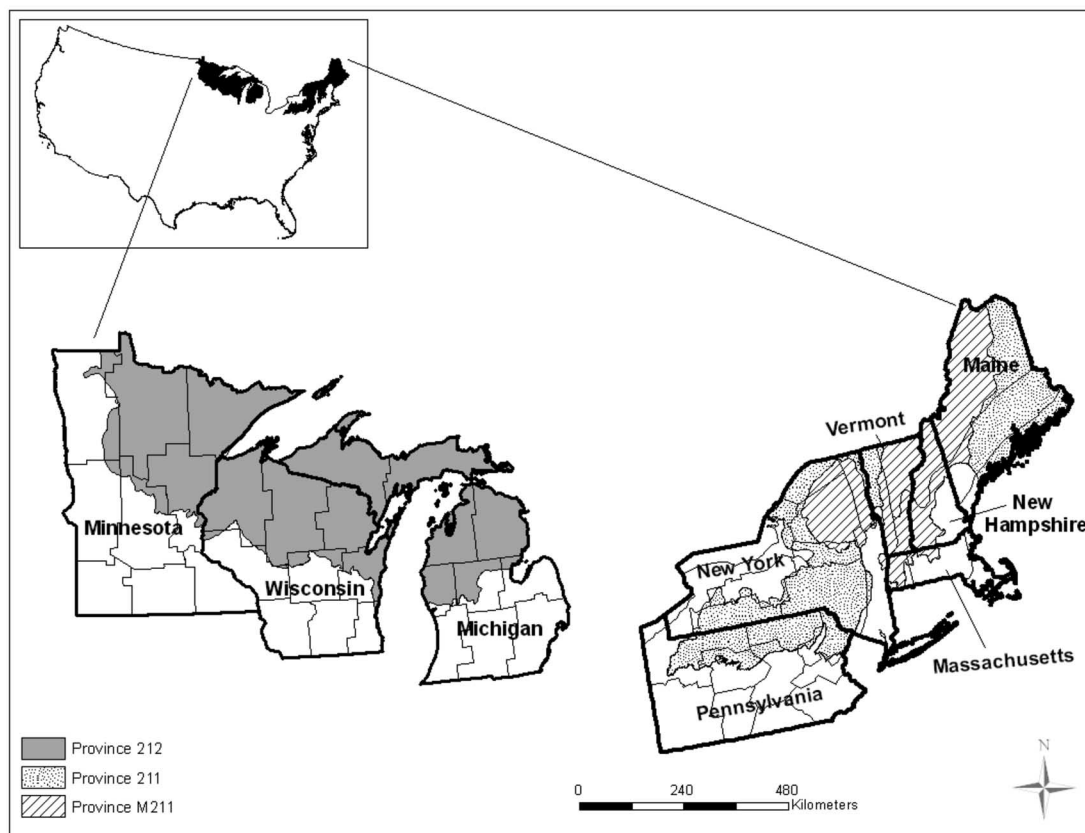 Maine
Vermont
New
Hampshire
Minnesota
New York
Wisconsin
Michigan
Massachusetts
Pennsylvania
Province 212
Province 211
Province M211
N
0 240 480
Kilometers